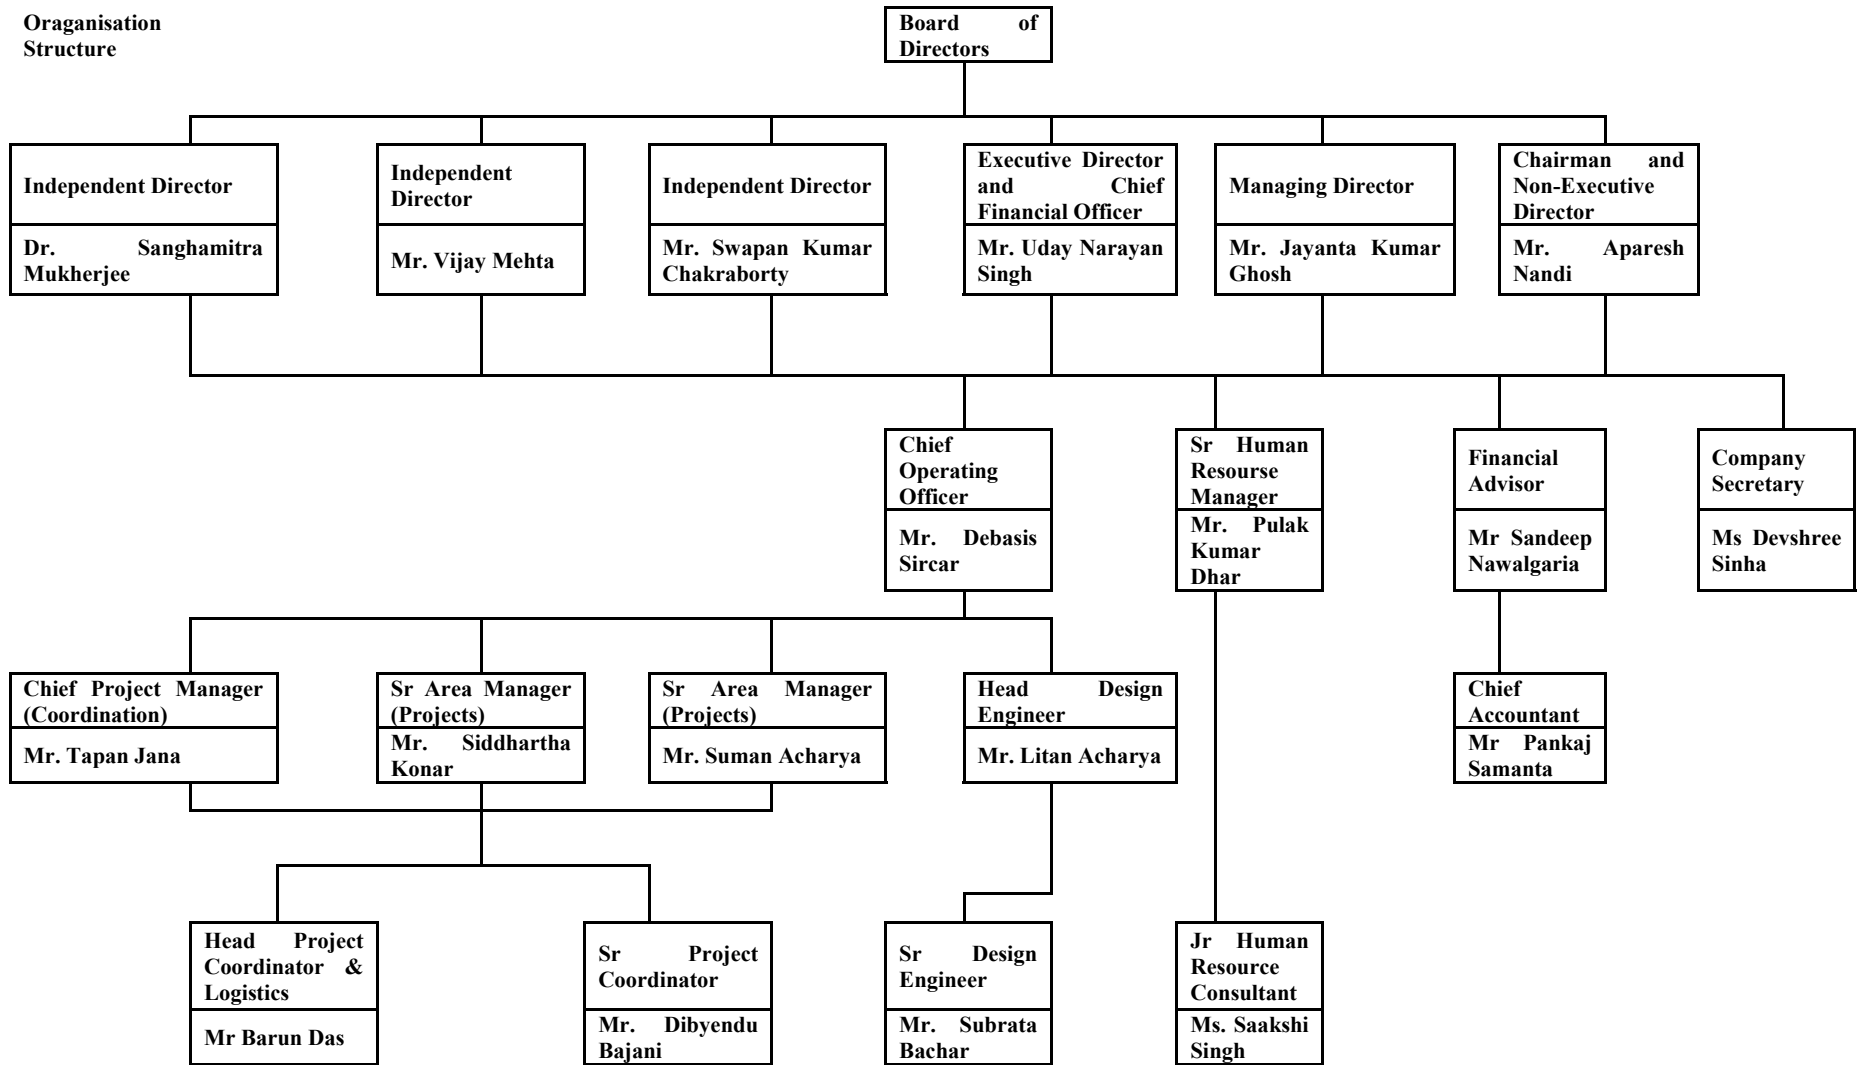 Oraganisation
Structure
Board of
Directors
Independent Director
Dr. Sanghamitra
Mukherjee
Independent
Director
Mr. Vijay Mehta
Independent Director
Mr. Swapan Kumar
Chakraborty
Executive Director
and Chief
Financial Officer
Mr. Uday Narayan
Singh
Managing Director
Mr. Jayanta Kumar
Ghosh
Chairman and
Non-Executive
Director
Mr. Aparesh
Nandi
Chief
Operating
Officer
Mr. Debasis
Sircar
Sr Human
Resourse
Manager
Mr. Pulak
Kumar
Dhar
Financial
Advisor
Mr Sandeep
Nawalgaria
Company
Secretary
Ms Devshree
Sinha
Chief Project Manager
(Coordination)
Mr. Tapan Jana
Sr Area Manager
(Projects)
Mr. Siddhartha
Konar
Sr Area Manager
(Projects)
Mr. Suman Acharya
Head Design
Engineer
Mr. Litan Acharya
Chief
Accountant
Mr Pankaj
Samanta
Head Project
Coordinator &
Logistics
Mr Barun Das
Sr Project
Coordinator
Mr. Dibyendu
Bajani
Sr Design
Engineer
Mr. Subrata
Bachar
Jr Human
Resource
Consultant
Ms. Saakshi
Singh